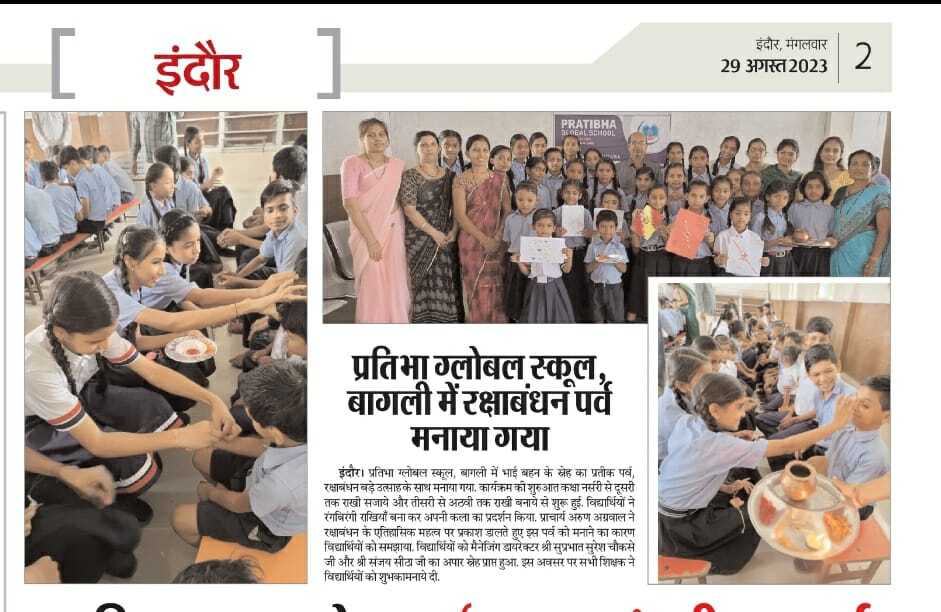 इंदौर
इंदौर, मंगलवार
29 अगस्त 2023
2
PRATIBHA
GLOBAL SCHOOL
प्रतिभा ग्लोबल स्कूल,
बागली में रक्षाबंधन पर्व
मनाया गया
इंदौर। प्रतिभा ग्लोबल स्कूल, बागली में भाई बहन के स्नेह का प्रतीक पर्व,
रक्षाबंधन बड़े उत्साह के साथ मनाया गया. कार्यक्रम की शुरुआत कक्षा नर्सरी से दूसरी
तक राखी सजाये और तीसरी से अठवी तक राखी बनाये से शुरू हुई. विद्यार्थियों ने
रंगबिरंगी राखियाँ बना कर अपनी कला का प्रदर्शन किया. प्राचार्य अरुण अग्रवाल ने
रक्षाबंधन के एतिहासिक महत्व पर प्रकाश डालते हुए इस पर्व को मनाने का कारण
विद्यार्थियों को समझाया. विद्यार्थियों को मैनेजिंग डायरेक्टर श्री सुप्रभात सुरेश चौकसे
जी और श्री संजय सीठा जी का अपार स्नेह प्राप्त हुआ. इस अवसर पर सभी शिक्षक ने
विद्यार्थियों को शुभकामनाये दी.